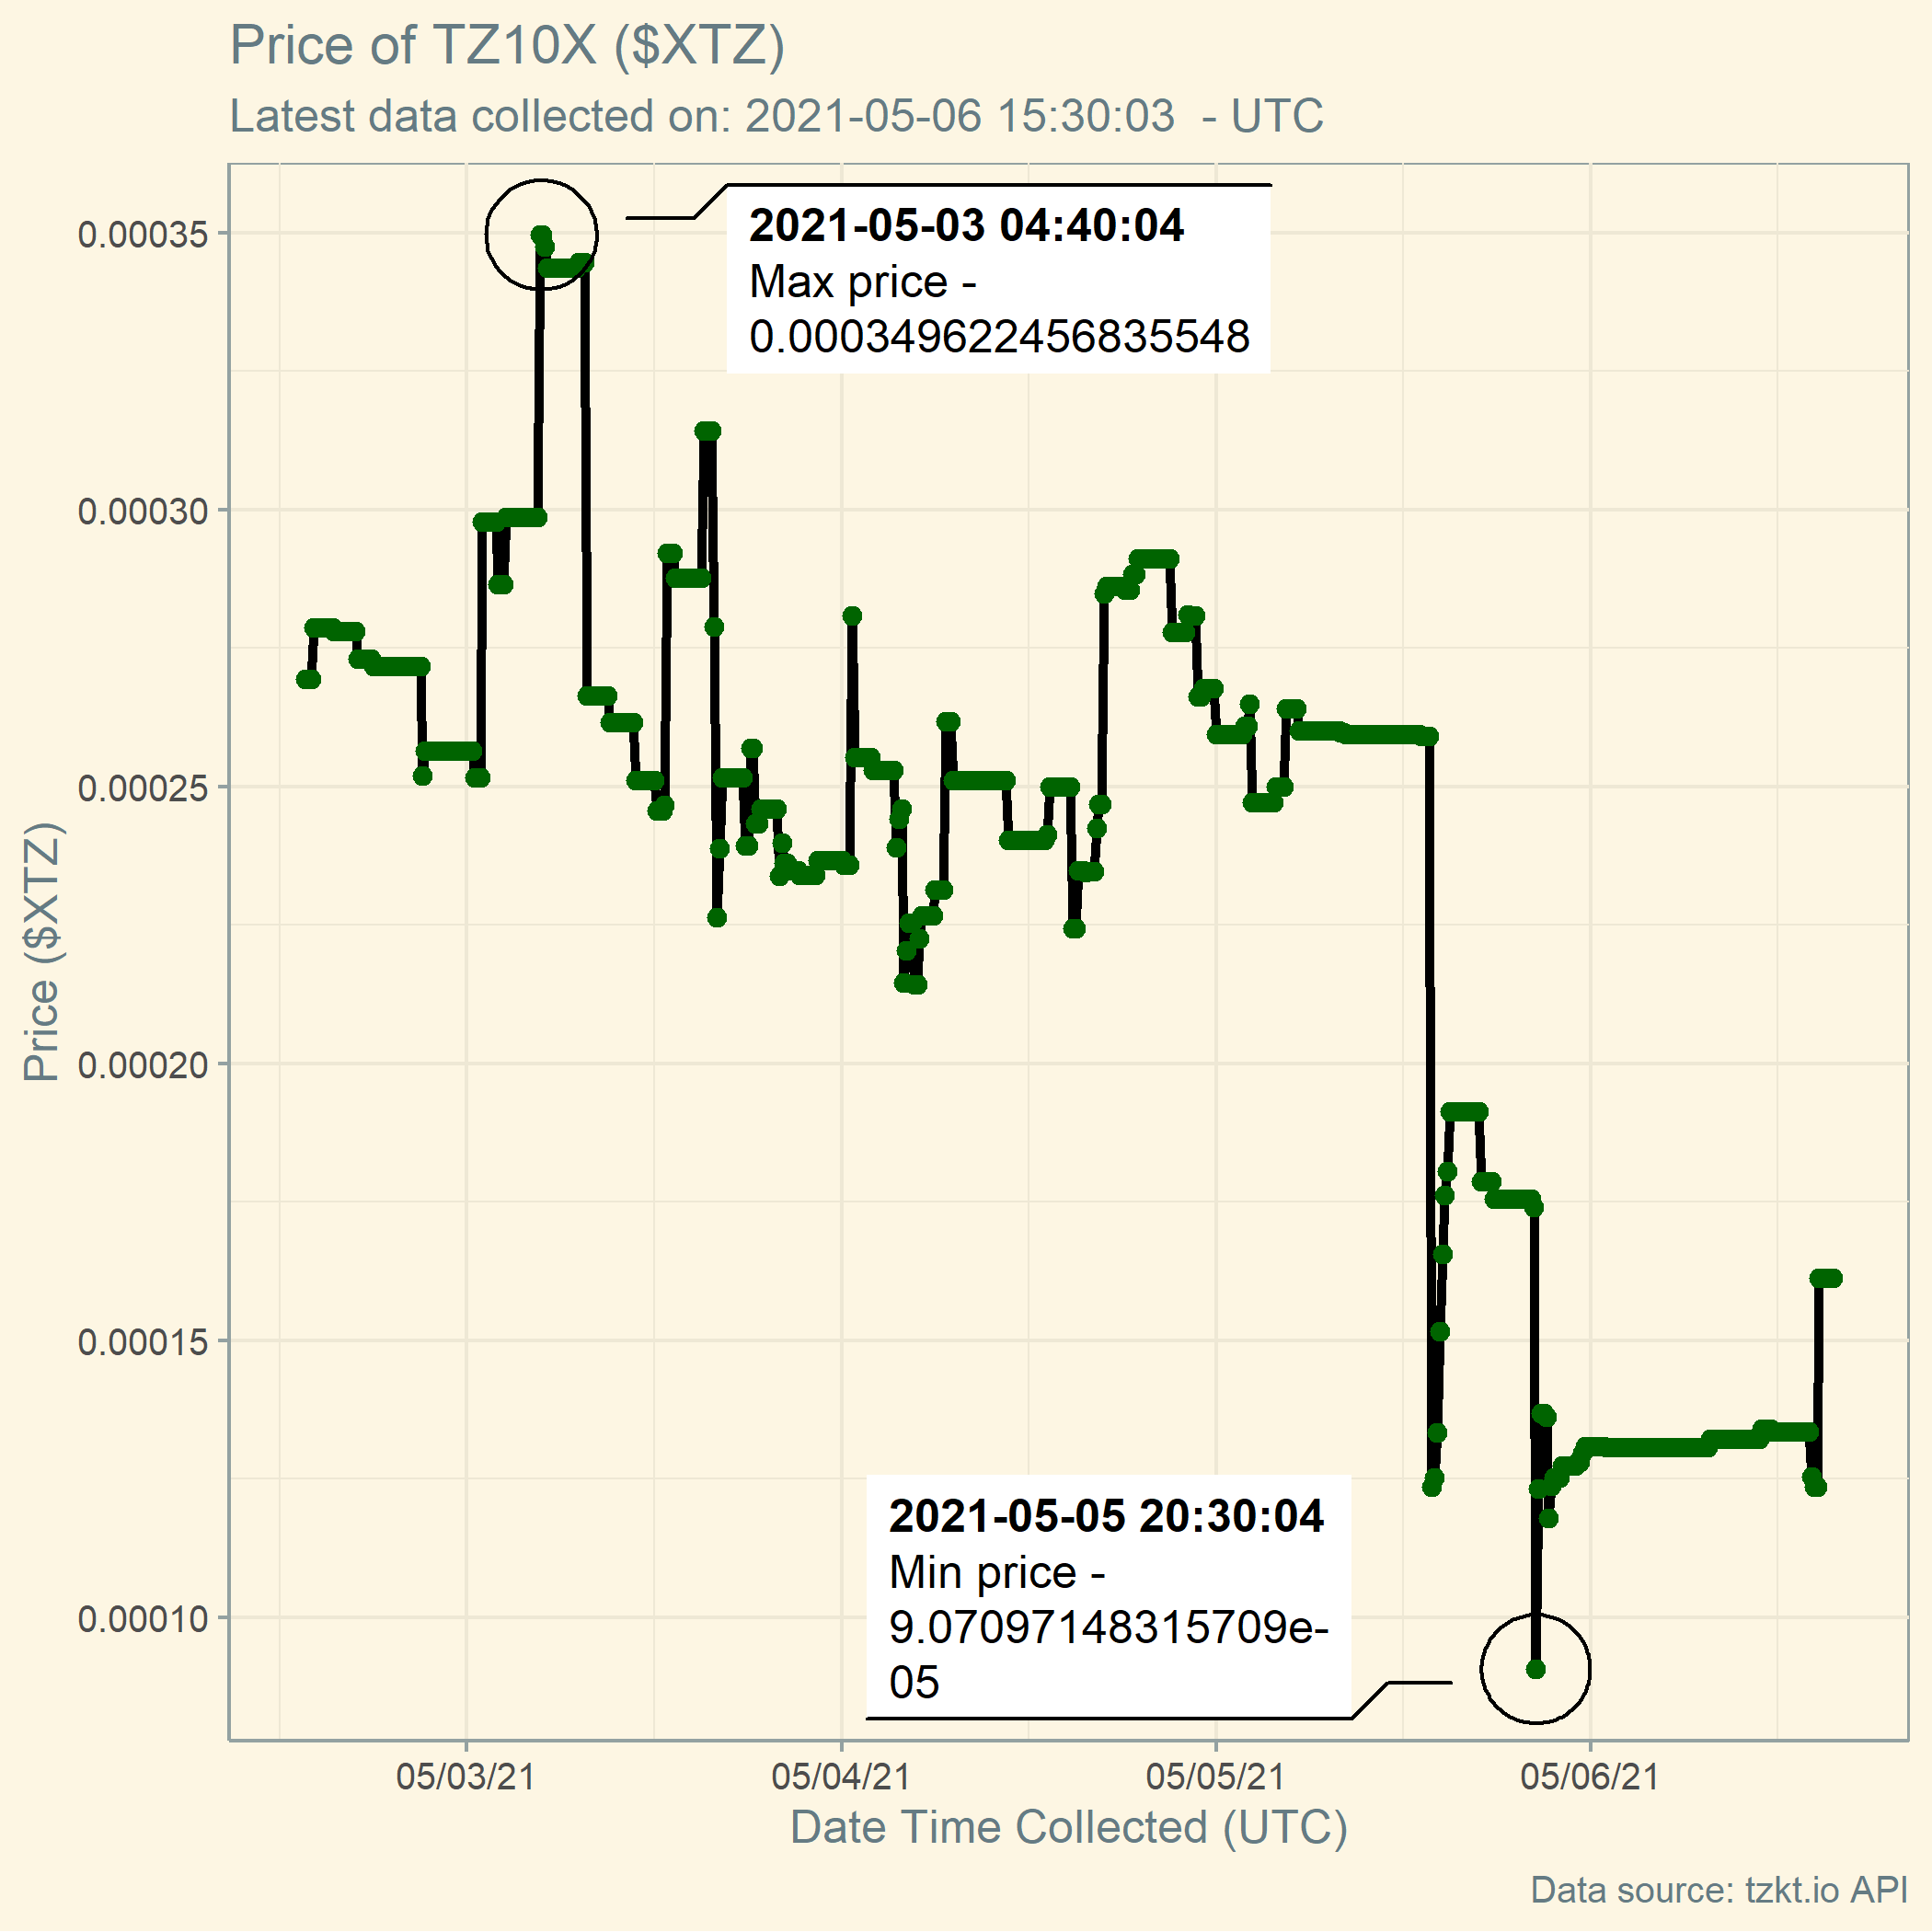 Price of TZ10X ($XTZ)
Latest data collected on: 2021-05-06 15:30:03  - UTC
2021-05-03 04:40:04
Max price -
0.000349622456835548
0.00035
0.00030
0.00025
0.00020
0.00015
0.00010
Price ($XTZ)
2021-05-05 20:30:04
Min price -
9.07097148315709e-
05
05/03/21
05/04/21
05/05/21
05/06/21
Date Time Collected (UTC)
Data source: tzkt.io API